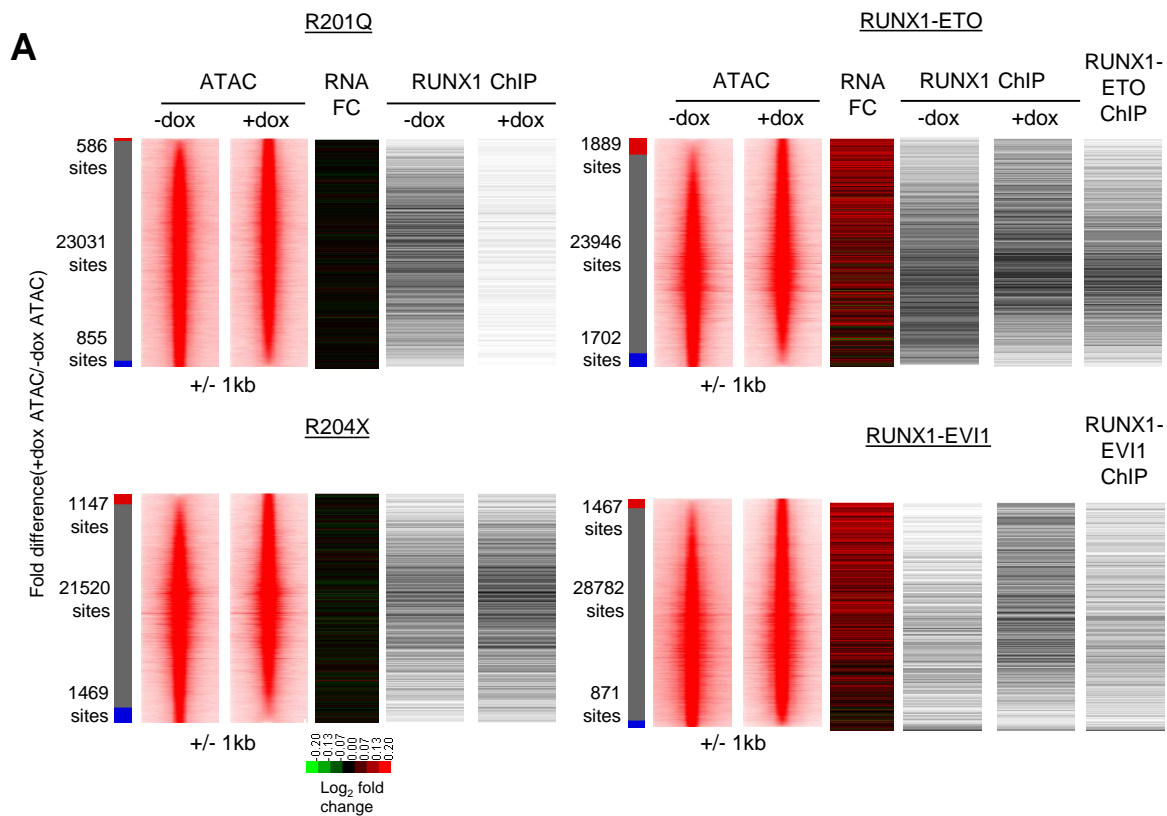 A
R201Q
ATAC
RNA
FC
RUNX1 ChIP
-dox
+dox
-dox
+dox
586
sites
23031
sites
855
sites
+/- 1kb
RUNX1-ETO
ATAC
RNA
FC
RUNX1 ChIP
RUNX1-
ETO
ChIP
-dox
+dox
-dox
+dox
1889
sites
23946
sites
1702
sites
+/- 1kb
Fold difference(+dox ATAC/-dox ATAC)
R204X
1147
sites
21520
sites
1469
sites
+/- 1kb
-0.20
-0.13
-0.07
0.00
0.07
0.13
0.20
Log2 fold
change
RUNX1-EVI1
RUNX1-
EVI1
ChIP
1467
sites
28782
sites
871
sites
+/- 1kb